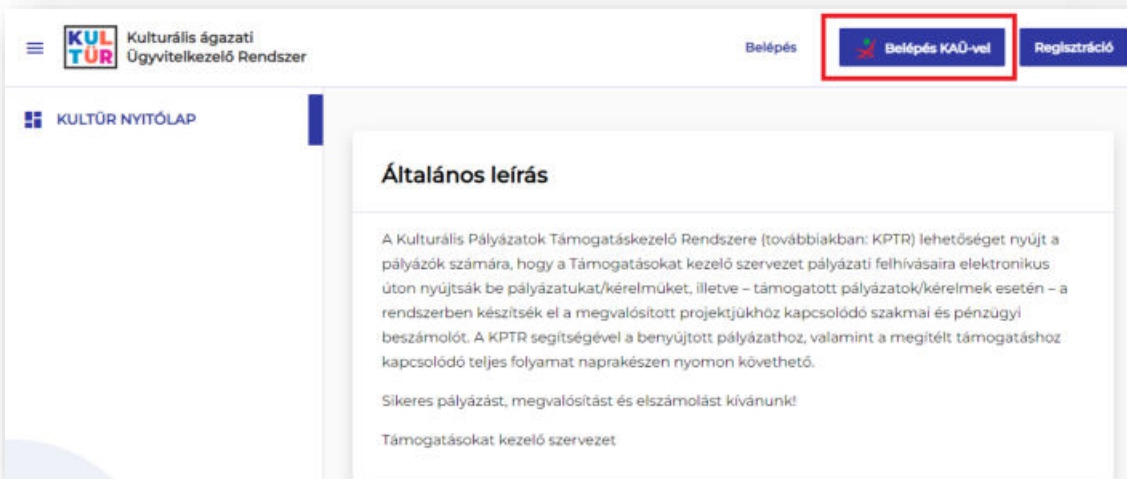 KUL
TÜR
Kulturális ágazati
Ügyvitelkezelő Rendszer
Belépés
Belépés KAÜ-vel
Regisztráció
KULTÜR NYITÓLAP
Általános leírás
A Kulturális Pályázatok Támogatáskezelő Rendszere (továbbiakban: KPTR) lehetőséget nyújt a
pályázók számára, hogy a Támogatásokat kezelő szervezet pályázati felhívásaira elektronikus
úton nyújtsák be pályázatukat/kérelmüket, illetve – támogatott pályázatok/kérelmek esetén – a
rendszerben készítsék el a megvalósított projektjükhöz kapcsolódó szakmai és pénzügyi
beszámolót. A KPTR segítségével a benyújtott pályázathoz, valamint a megítélt támogatáshoz
kapcsolódó teljes folyamat naprakészen nyomon követhető.
Sikeres pályázást, megvalósítást és elszámolást kívánunk!
Támogatásokat kezelő szervezet